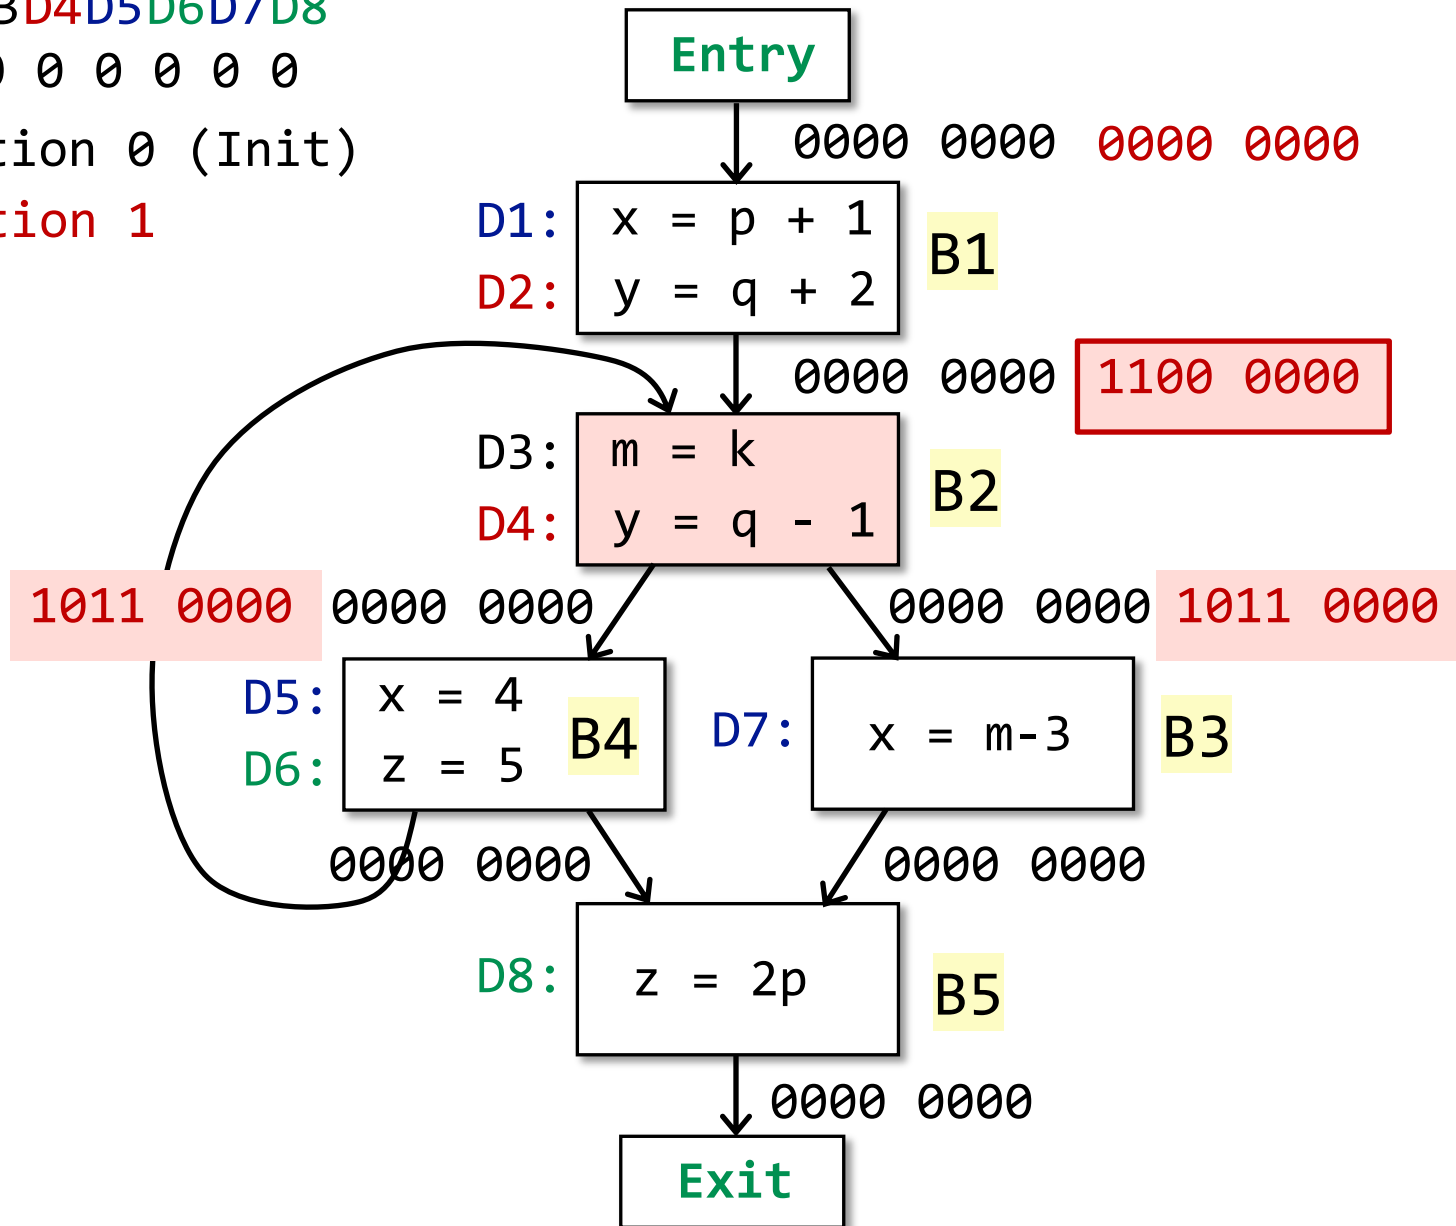 D4D5D6D7D8
0 0 0 0 0
Entry
tion 0 (Init)
0000 0000 0000 0000
tion 1
D1: x = p + 1
B1
D2: y = q + 2
0000 0000 1100 0000
D3: m = k
B2
D4: y = q - 1
1011 0000 0000 0000
0000 0000 1011 0000
D5: x = 4
D6: z = 5
B4
D7: x = m-3
B3
0000 0000
0000 0000
D8: z = 2p
B5
0000 0000
Exit